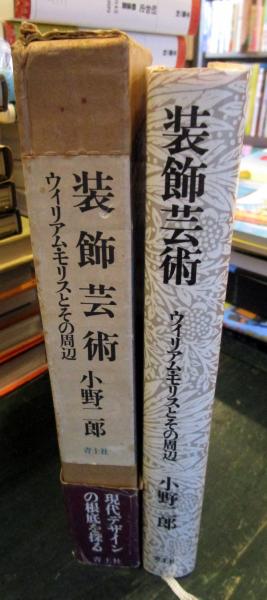 装飾芸術
ウィリアム・モリスとその周辺
小野二郎
青土社
現代デザイン
の根底を探る
青土社
装飾芸術
ウィリアム・モリスとその周辺
小野二郎
青土社